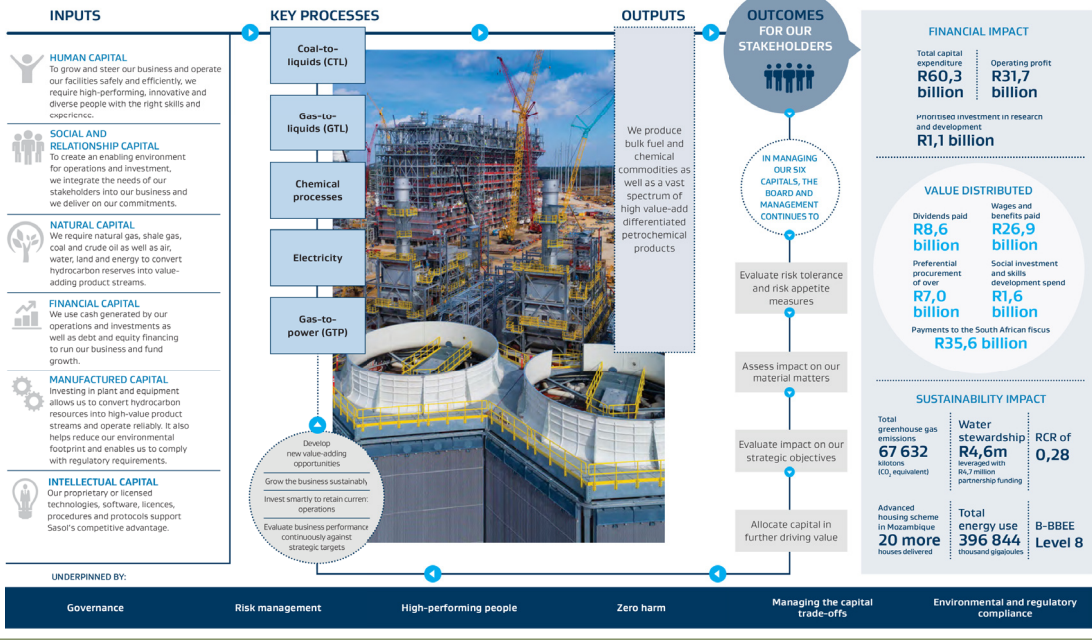 INPUTS
HUMAN CAPITAL
To grow and steer our business and operate
our facilities safely and efficiently, we
require high-performing, innovative and
diverse people with the right skills and
experience.
SOCIAL AND
RELATIONSHIP CAPITAL
To create an enabling environment
for operations and investment,
we integrate the needs of our
stakeholders into our business and
we deliver on our commitments.
NATURAL CAPITAL
We require natural gas, shale gas,
coal and crude oil as well as air,
water, land and energy to convert
hydrocarbon reserves into value-
adding product streams.
FINANCIAL CAPITAL
We use cash generated by our
operations and investments as
well as debt and equity financing
to run our business and fund
growth.
MANUFACTURED CAPITAL
Investing in plant and equipment
allows us to convert hydrocarbon
resources into high-value product
streams and operate reliably. It also
helps reduce our environmental
footprint and enables us to comply
with regulatory requirements.
INTELLECTUAL CAPITAL
Our proprietary or licensed
technologies, software, licences,
procedures and protocols support
Sasol's competitive advantage.
KEY PROCESSES
Coal-to-
liquids (CTL)
Gas-to-
liquids (GTL)
Chemical
processes
Electricity
Gas-to-
power (GTP)
Develop
new value-adding
opportunities
Grow the business sustainably
Invest smartly to retain current
operations
Evaluate business performance
continuously against
strategic targets
OUTPUTS
We produce
bulk fuel and
chemical
commodities as
well as a vast
spectrum of
high value-add
differentiated
petrochemical
products
OUTCOMES
FOR OUR
STAKEHOLDERS
IN MANAGING
OUR SIX
CAPITALS, THE
BOARD AND
MANAGEMENT
CONTINUES TO
Evaluate risk tolerance
and risk appetite
measures
Assess impact on our
material matters
Evaluate impact on our
strategic objectives
Allocate capital in
further driving value
FINANCIAL IMPACT
Total capital
expenditure
R60,3
billion
Operating profit
R31,7
billion
Prioritised investment in research
and development
R1,1 billion
VALUE DISTRIBUTED
Dividends paid
R8,6
billion
Wages and
benefits paid
R26,9
billion
Preferential
procurement
of over
R7,0
billion
Social investment
and skills
development spend
R1,6
billion
Payments to the South African fiscus
R35,6 billion
SUSTAINABILITY IMPACT
Total
greenhouse gas
emissions
67 632
kilotons
(CO₂ equivalent)
Water
stewardship
R4,6m
leveraged with
R4,7 million
partnership funding
RCR of
0,28
Advanced
housing scheme
in Mozambique
20 more
houses delivered
Total
energy use
396 844
thousand gigajoules
B-BBEE
Level 8
UNDERPINNED BY:
Governance
Risk management
High-performing people
Zero harm
Managing the capital
trade-offs
Environmental and regulatory
compliance